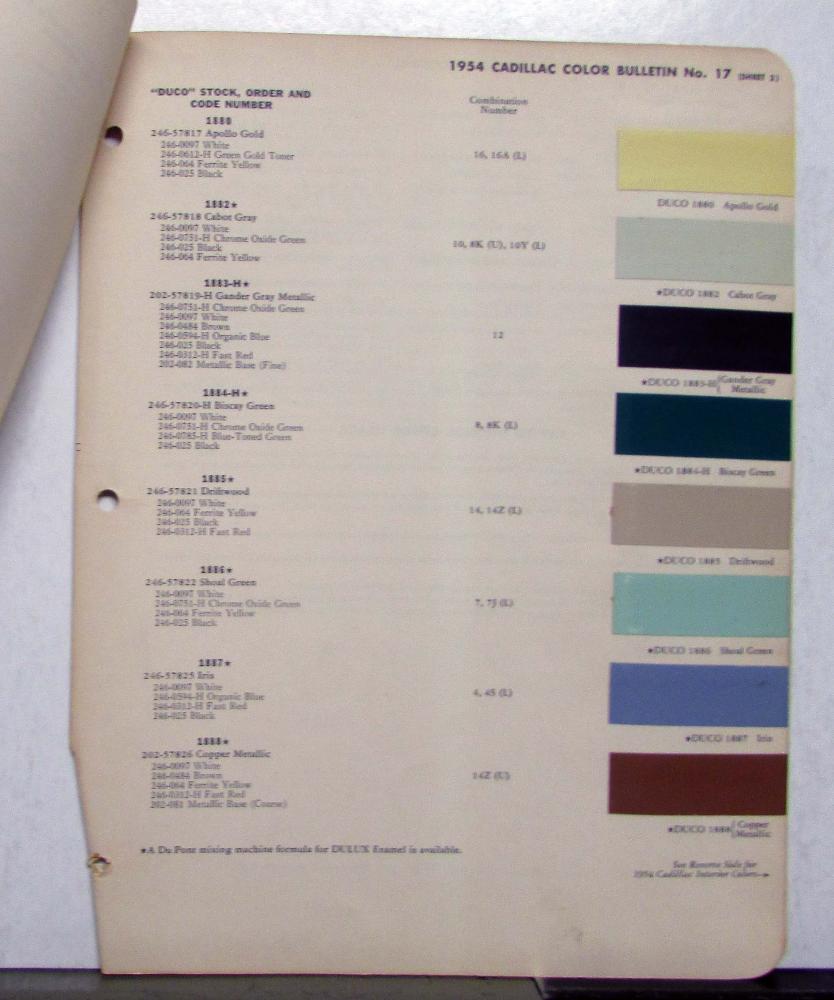 1954 CADILLAC COLOR BULLETIN No. 17 (SHEET 2)
"DUCO" STOCK, ORDER AND
CODE NUMBER
Combination
Number
1880
246-57817 Apollo Gold
246-0097 White
246-0612-H Green Gold Toner
246-064 Ferrite Yellow
246-025 Black
16, 16A (L)
DUCO 1880 Apollo Gold
1882★
246-57818 Cabot Gray
246-0097 White
246-0751-H Chrome Oxide Green
246-025 Black
246-064 Ferrite Yellow
10, 8K (U), 10Y (L)
★DUCO 1882 Cabot Gray
1883-H★
202-57819-H Gander Gray Metallic
246-0751-H Chrome Oxide Green
246-0097 White
246-0484 Brown
246-0594-H Organic Blue
246-025 Black
246-0312-H Fast Red
202-082 Metallic Base (Fine)
12
★DUCO 1883-H (Gander Gray
Metallic
1884-H★
246-57820-H Biscay Green
246-0097 White
246-0751-H Chrome Oxide Green
246-0785-H Blue-Toned Green
246-025 Black
8, 8K (L)
★DUCO 1884-H Biscay Green
1885★
246-57821 Driftwood
246-0097 White
246-064 Ferrite Yellow
246-025 Black
246-0312-H Fast Red
14, 14Z (L)
★DUCO 1885 Driftwood
1886★
246-57822 Shoal Green
246-0097 White
246-0751-H Chrome Oxide Green
246-064 Ferrite Yellow
246-025 Black
7, 7J (L)
★DUCO 1886 Shoal Green
1887★
246-57825 Iris
246-0097 White
246-0594-H Organic Blue
246-0312-H Fast Red
246-025 Black
4, 4S (L)
★DUCO 1887 Iris
1888★
202-57826 Copper Metallic
246-0097 White
246-0484 Brown
246-064 Ferrite Yellow
246-0312-H Fast Red
202-081 Metallic Base (Coarse)
14Z (U)
★DUCO 1888 (Copper
Metallic
★A Du Pont mixing machine formula for DULUX Enamel is available.
See Reverse Side for
1954 Cadillac Interior Colors→